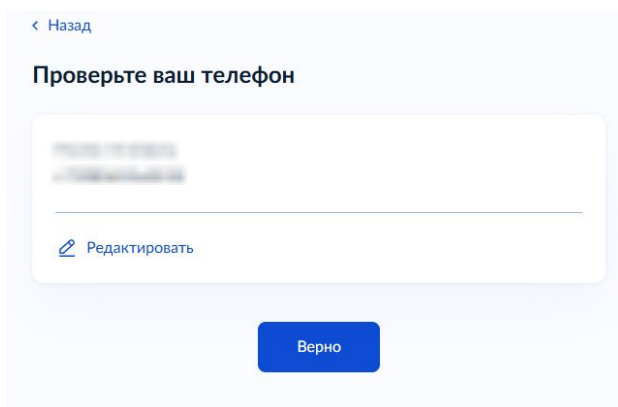 Назад
Проверьте ваш телефон
Редактировать
Верно